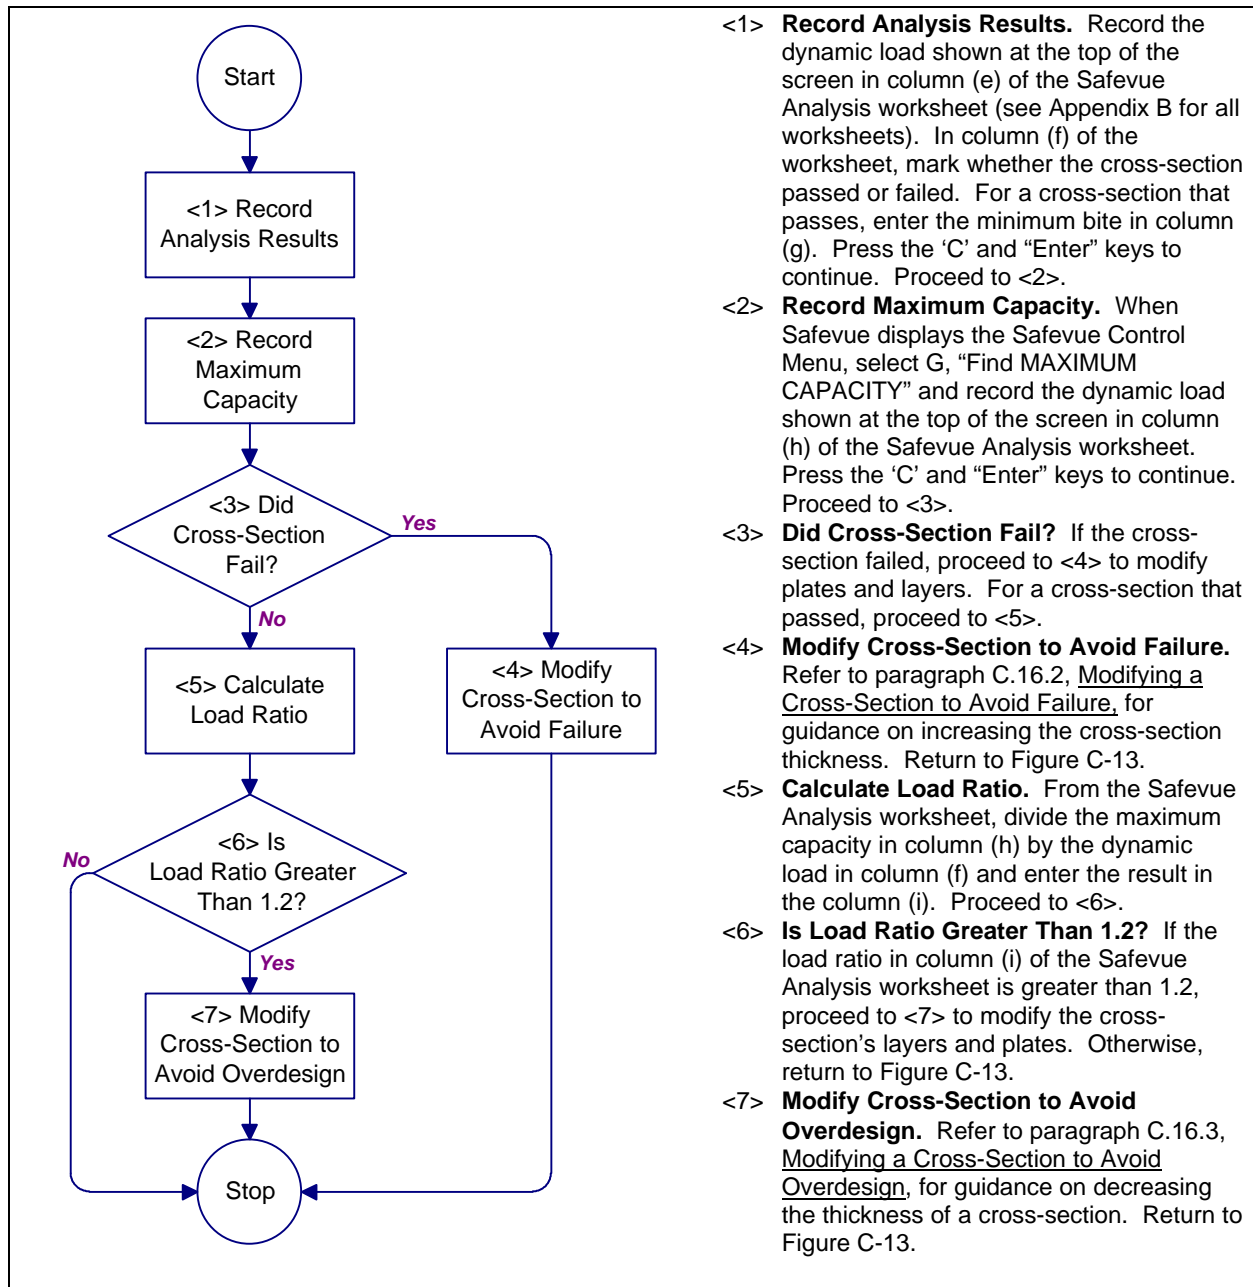 Start
<1> Record
Analysis Results
<2> Record
Maximum
Capacity
<3> Did
Cross-Section
Fail?
Yes
No
<5> Calculate
Load Ratio
<4> Modify
Cross-Section to
Avoid Failure
<6> Is
Load Ratio Greater
Than 1.2?
No
Yes
<7> Modify
Cross-Section to
Avoid Overdesign
Stop
<1> Record Analysis Results. Record the
dynamic load shown at the top of the
screen in column (e) of the Safevue
Analysis worksheet (see Appendix B for all
worksheets). In column (f) of the
worksheet, mark whether the cross-section
passed or failed. For a cross-section that
passes, enter the minimum bite in column
(g). Press the ‘C’ and “Enter” keys to
continue. Proceed to <2>.
<2> Record Maximum Capacity. When
Safevue displays the Safevue Control
Menu, select G, “Find MAXIMUM
CAPACITY” and record the dynamic load
shown at the top of the screen in column
(h) of the Safevue Analysis worksheet.
Press the ‘C’ and “Enter” keys to continue.
Proceed to <3>.
<3> Did Cross-Section Fail? If the cross-
section failed, proceed to <4> to modify
plates and layers. For a cross-section that
passed, proceed to <5>.
<4> Modify Cross-Section to Avoid Failure.
Refer to paragraph C.16.2, Modifying a
Cross-Section to Avoid Failure, for
guidance on increasing the cross-section
thickness. Return to Figure C-13.
<5> Calculate Load Ratio. From the Safevue
Analysis worksheet, divide the maximum
capacity in column (h) by the dynamic
load in column (f) and enter the result in
the column (i). Proceed to <6>.
<6> Is Load Ratio Greater Than 1.2? If the
load ratio in column (i) of the Safevue
Analysis worksheet is greater than 1.2,
proceed to <7> to modify the cross-
section’s layers and plates. Otherwise,
return to Figure C-13.
<7> Modify Cross-Section to Avoid
Overdesign. Refer to paragraph C.16.3,
Modifying a Cross-Section to Avoid
Overdesign, for guidance on decreasing
the thickness of a cross-section. Return to
Figure C-13.